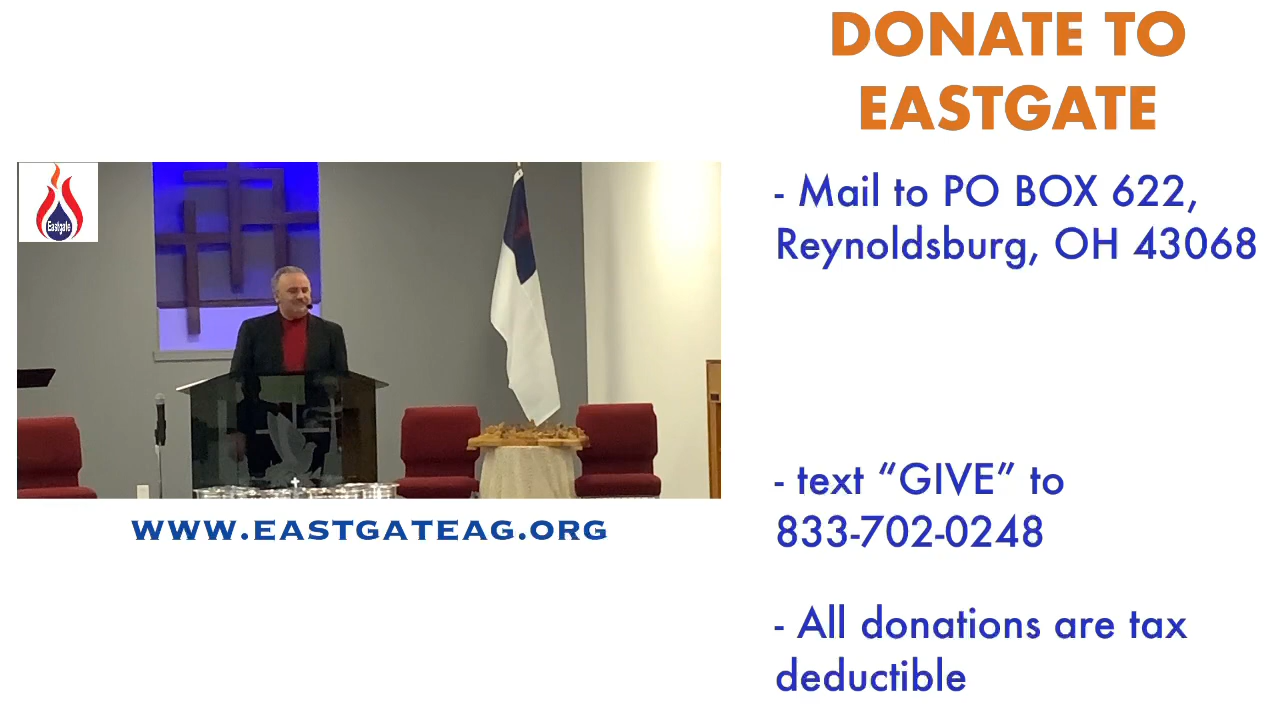 DONATE TO
EASTGATE
- Mail to PO BOX 622,
Reynoldsburg, OH 43068
- text “GIVE” to
833-702-0248
- All donations are tax
deductible
Eastgate
WWW.EASTGATEAG.ORG